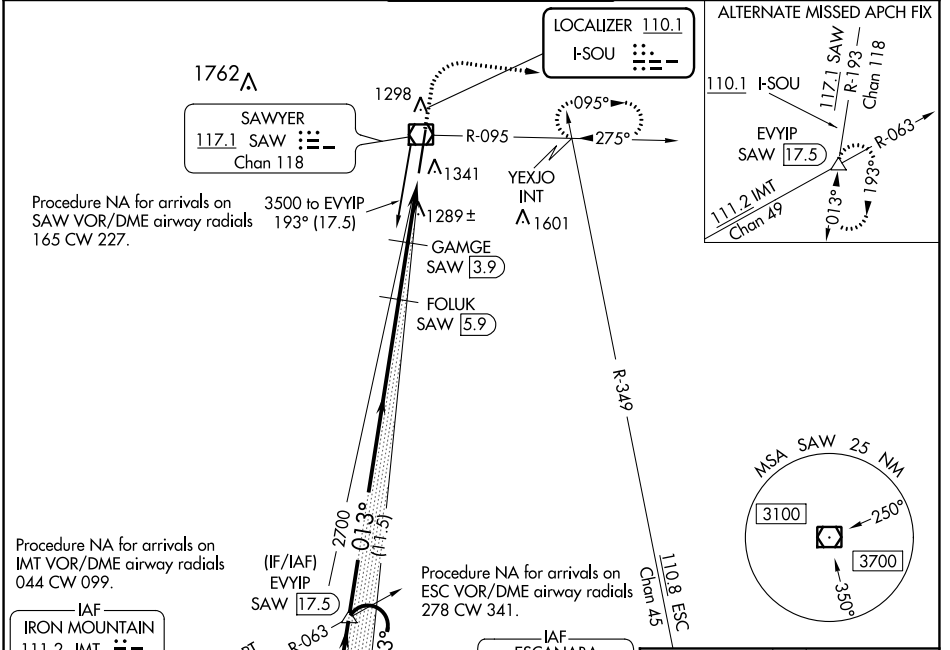 LOCALIZER 110.1
I-SOU
ALTERNATE MISSED APCH FIX
117.1 SAW
R-193
Chan 118
110.1 I-SOU
EVYIP
SAW 17.5
R-063
111.2 IMT
Chan 49
013°
193°
1762
1298
SAWYER
117.1 SAW
Chan 118
R-095
095°
275°
1341
YEXJO
INT
1601
Procedure NA for arrivals on
SAW VOR/DME airway radials
165 CW 227.
3500 to EVYIP
193° (17.5)
1289 ±
GAMGE
SAW 3.9
FOLUK
SAW 5.9
R-349
MSA SAW 25 NM
3100
250°
3700
350°
2700
013°
(11.5)
Procedure NA for arrivals on
IMT VOR/DME airway radials
044 CW 099.
(IF/IAF)
EVYIP
SAW 17.5
Procedure NA for arrivals on
ESC VOR/DME airway radials
278 CW 341.
110.8 ESC
Chan 45
IAF
IRON MOUNTAIN
111.2 IMT
R-063
IAF
ESCANABA